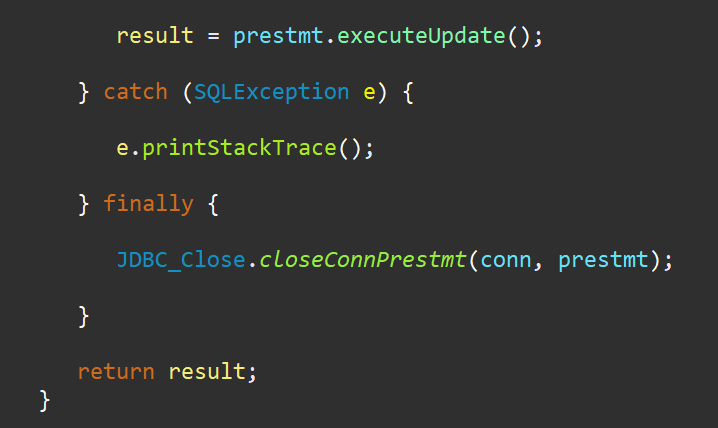 result = prestmt.executeUpdate();
} catch (SQLException e) {
e.printStackTrace();
} finally {
JDBC_Close.closeConnPrestmt(conn, prestmt);
}
return result;
}